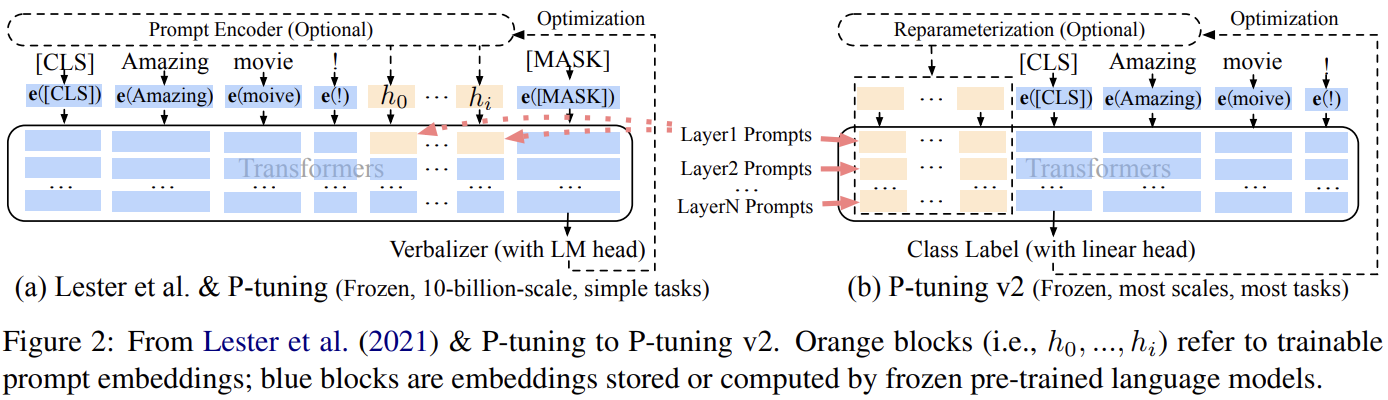 Prompt Encoder (Optional)
Optimization
[CLS] Amazing movie ! [MASK]
e([CLS]) e(Amazing) e(moive) e(!) h0 ... hi e([MASK])
...
Transformers
... ... ... ... ... ... ...
...
Verbalizer (with LM head)
(a) Lester et al. & P-tuning (Frozen, 10-billion-scale, simple tasks)
Layer1 Prompts
Layer2 Prompts
...
LayerN Prompts
Reparameterization (Optional)
Optimization
[CLS] Amazing movie !
... e([CLS]) e(Amazing) e(moive) e(!)
...
... Transformers
... ... ... ... ... ...
...
Class Label (with linear head)
(b) P-tuning v2 (Frozen, most scales, most tasks)
Figure 2: From Lester et al. (2021) & P-tuning to P-tuning v2. Orange blocks (i.e., h0, ..., hi) refer to trainable
prompt embeddings; blue blocks are embeddings stored or computed by frozen pre-trained language models.